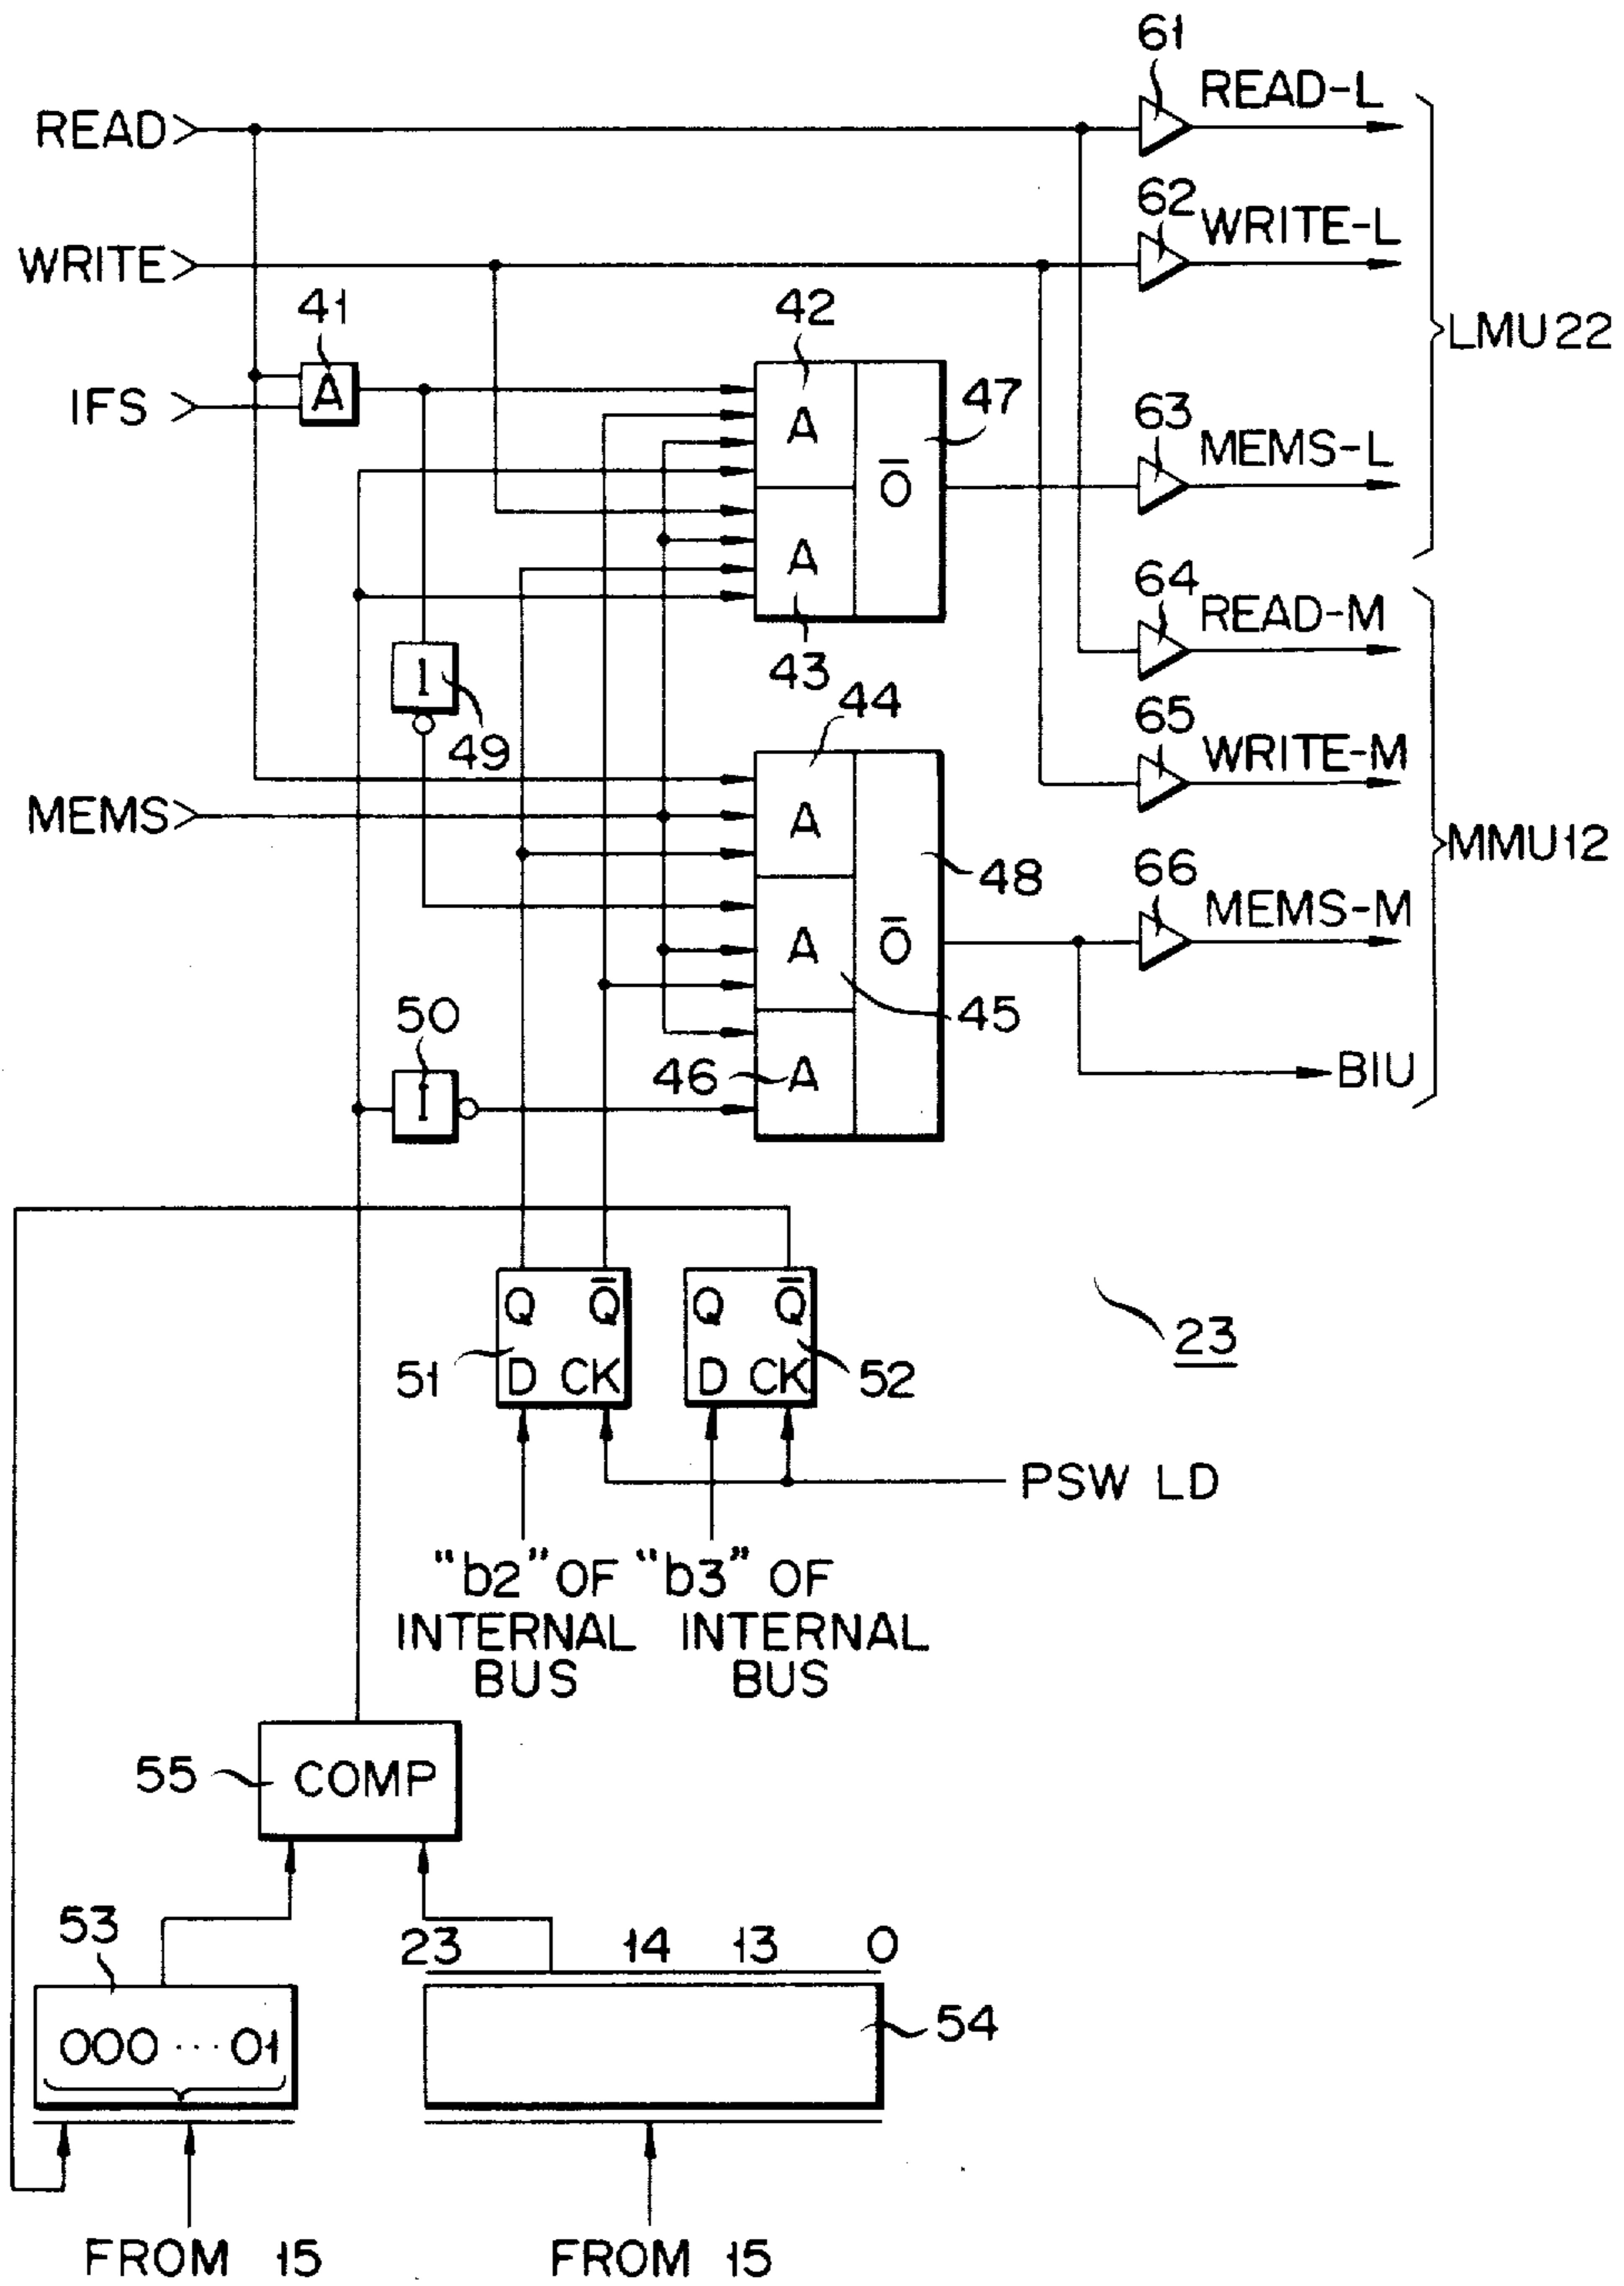 61
READ-L
READ
62
WRITE-L
WRITE
41
42
LMU22
A
IFS
47
63
MEMS-L
A
O̅
A
64
READ-M
43
I
49
44
65
WRITE-M
MEMS
A
48
66
MEMS-M
MMU12
A
O̅
45
50
46
A
BIU
I
Q Q̅
Q Q̅
23
51
D CK
D CK
52
PSW LD
"b2" OF
INTERNAL
BUS
"b3" OF
INTERNAL
BUS
55
COMP
53
23 14 13 0
000 ··· 01
54
FROM 15
FROM 15